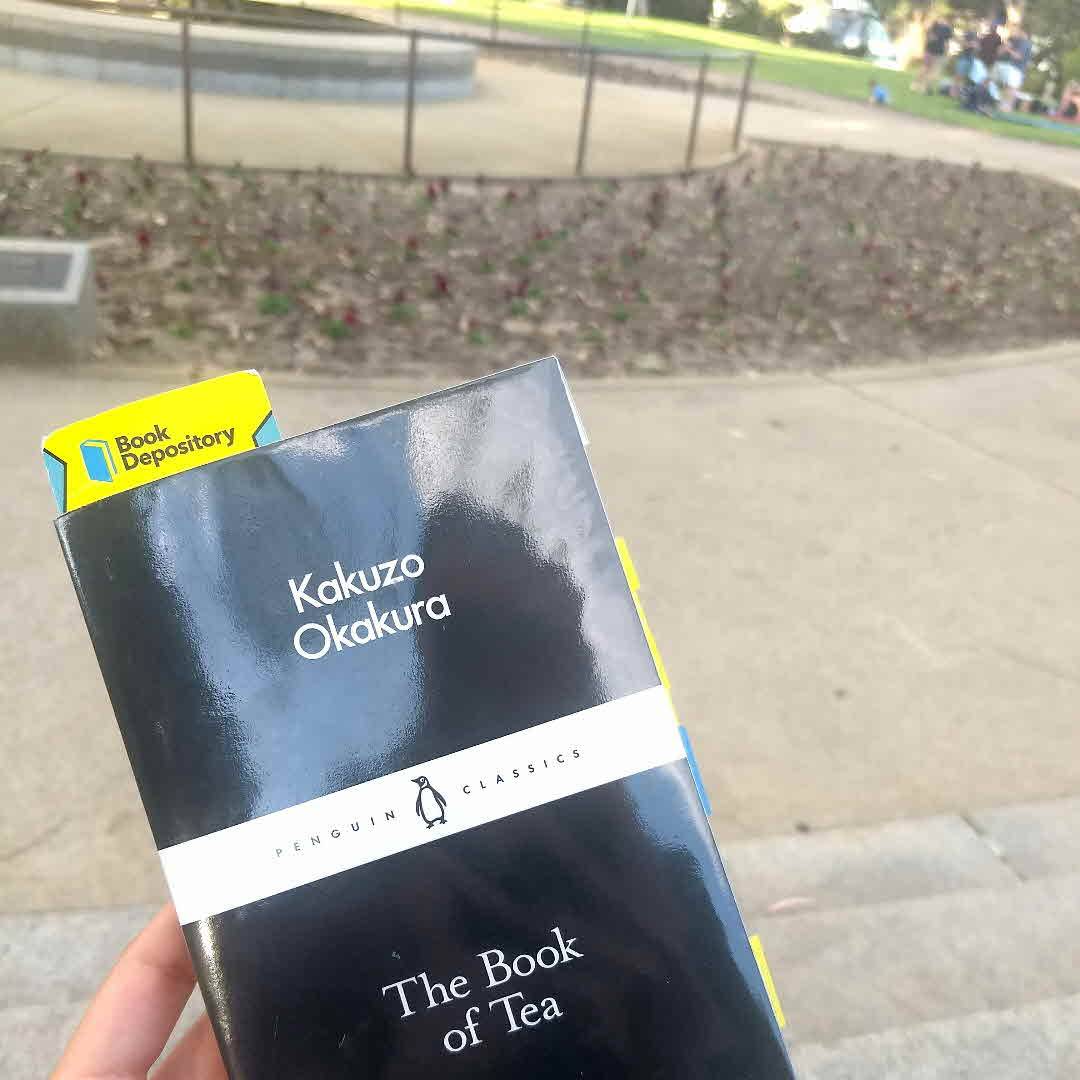 Book
Depository
Kakuzo
Okakura
PENGUIN CLASSICS
The Book
of Tea